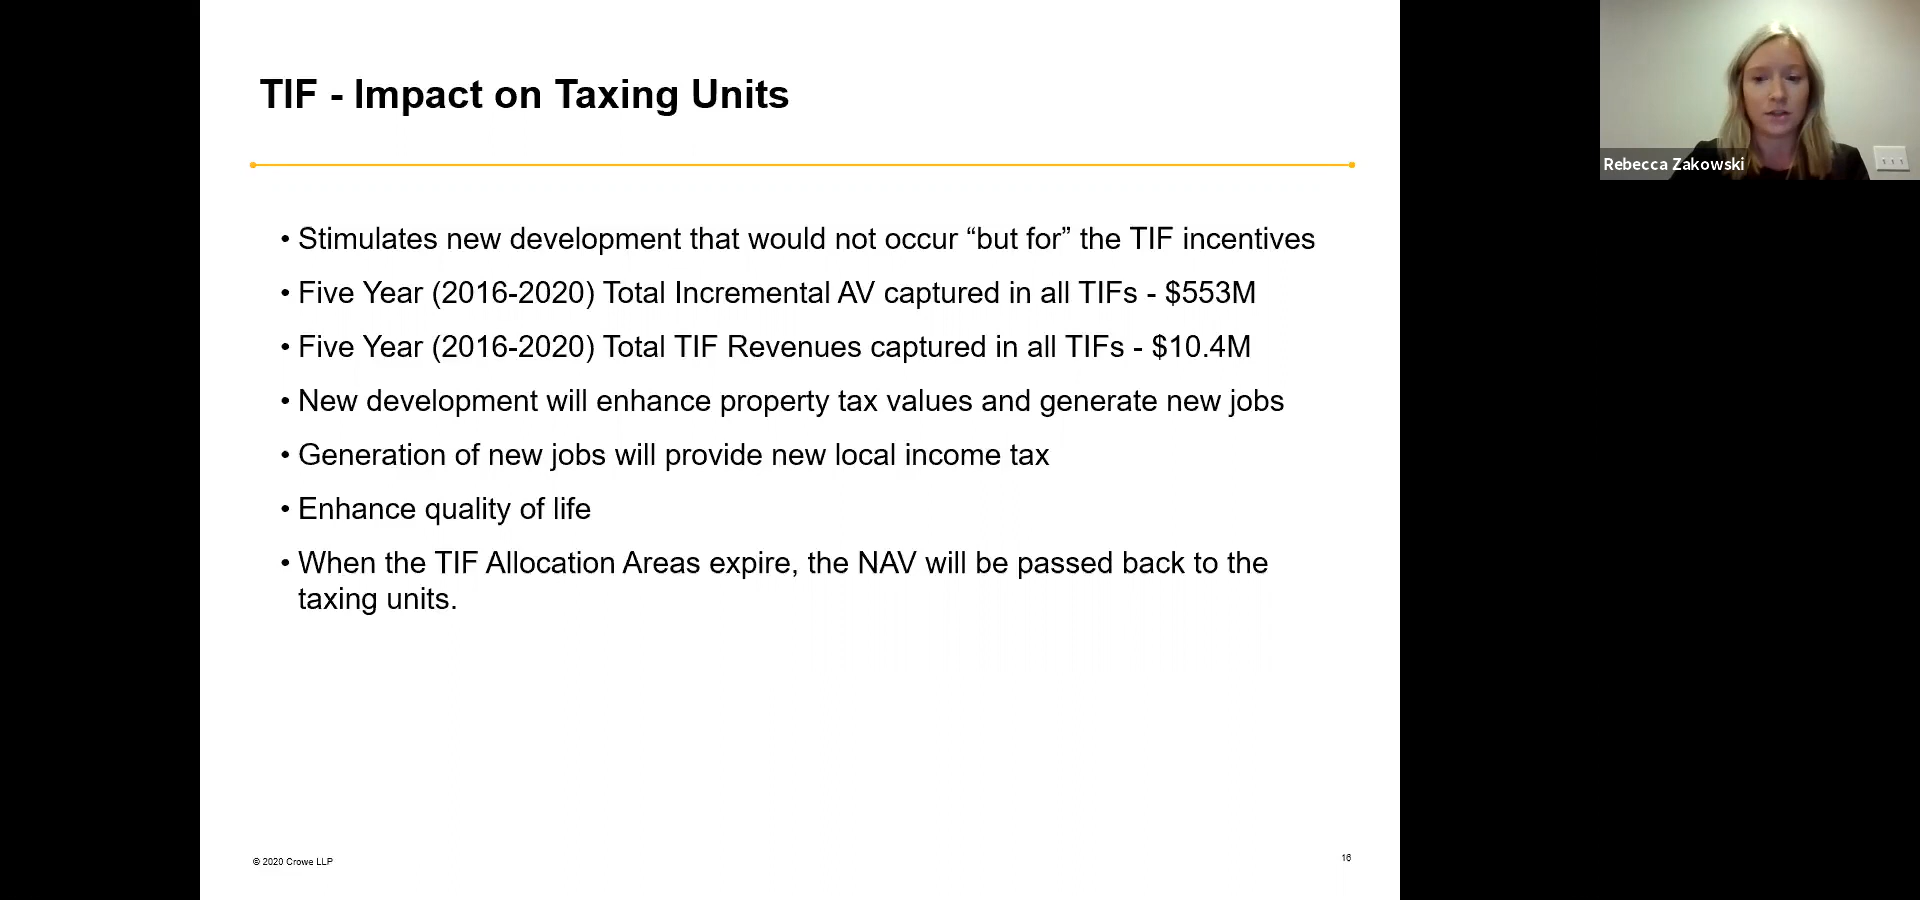 TIF - Impact on Taxing Units
• Stimulates new development that would not occur “but for” the TIF incentives
• Five Year (2016-2020) Total Incremental AV captured in all TIFs - $553M
• Five Year (2016-2020) Total TIF Revenues captured in all TIFs - $10.4M
• New development will enhance property tax values and generate new jobs
• Generation of new jobs will provide new local income tax
• Enhance quality of life
• When the TIF Allocation Areas expire, the NAV will be passed back to the
taxing units.
© 2020 Crowe LLP
16
Rebecca Zakowski